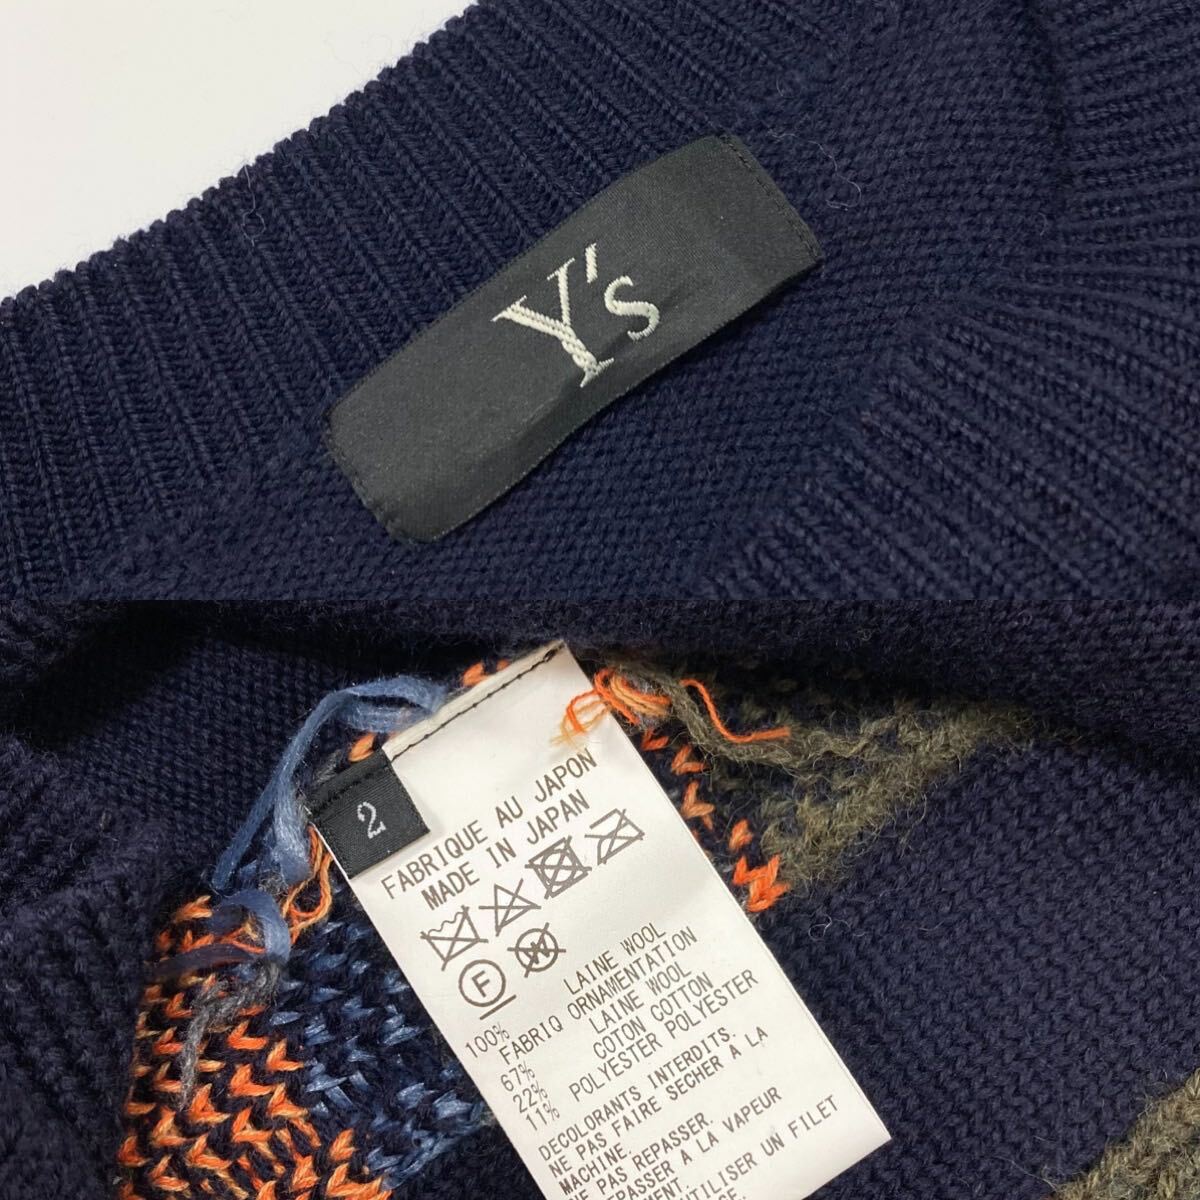 Y's
2
FABRIQUE AU JAPON
MADE IN JAPAN
F
W
100% LAINE WOOL
FABRIQ ORNAMENTATION
67% LAINE WOOL
22% COTON COTTON
11% POLYESTER POLYESTER
DECOLORANTS INTERDITS.
NE PAS FAIRE SECHER A LA
MACHINE.
NE PAS REPASSER.
REPASSER A LA VAPEUR
UTILISER UN FILET